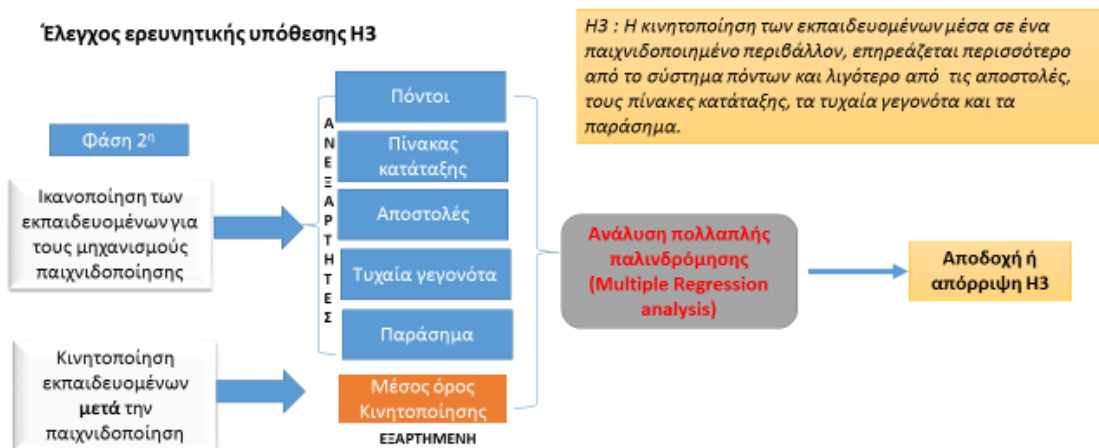 Έλεγχος ερευνητικής υπόθεσης Η3
Η3 : Η κινητοποίηση των εκπαιδευομένων μέσα σε ένα
παιχνιδοποιημένο περιβάλλον, επηρεάζεται περισσότερο
από το σύστημα πόντων και λιγότερο από τις αποστολές,
τους πίνακες κατάταξης, τα τυχαία γεγονότα και τα
παράσημα.
Φάση 2η
Ικανοποίηση των
εκπαιδευομένων για
τους μηχανισμούς
παιχνιδοποίησης
ΑΝΕΞΑΡΤΗΤΕΣ
Πόντοι
Πίνακας
κατάταξης
Αποστολές
Τυχαία γεγονότα
Παράσημα
Ανάλυση πολλαπλής
παλινδρόμησης
(Multiple Regression
analysis)
Αποδοχή ή
απόρριψη Η3
Κινητοποίηση
εκπαιδευομένων
μετά την
παιχνιδοποίηση
Μέσος όρος
Κινητοποίησης
ΕΞΑΡΤΗΜΕΝΗ